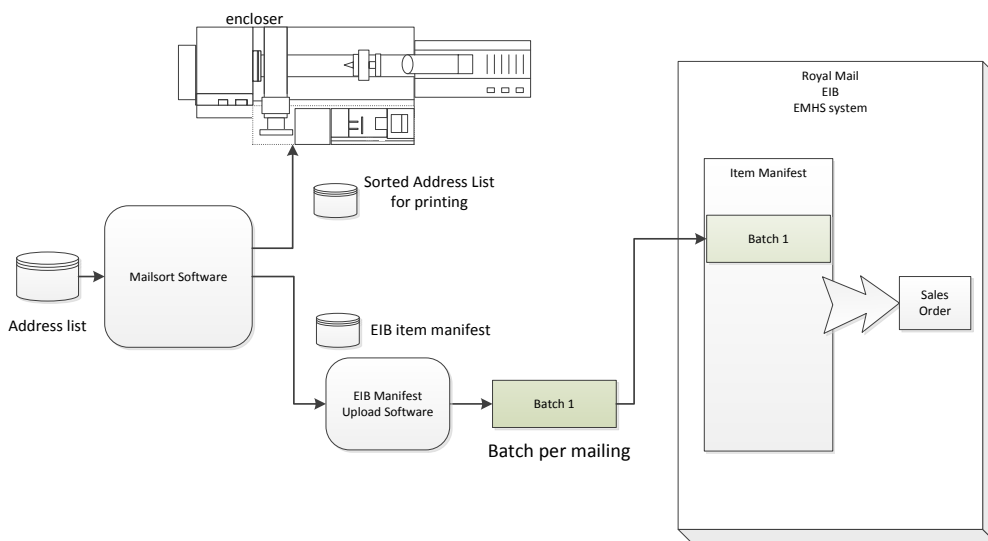 encloser
Royal Mail
EIB
EMHS system
Sorted Address List
for printing
Item Manifest
Batch 1
Mailsort Software
Address list
Sales
Order
EIB item manifest
EIB Manifest
Upload Software
Batch 1
Batch per mailing